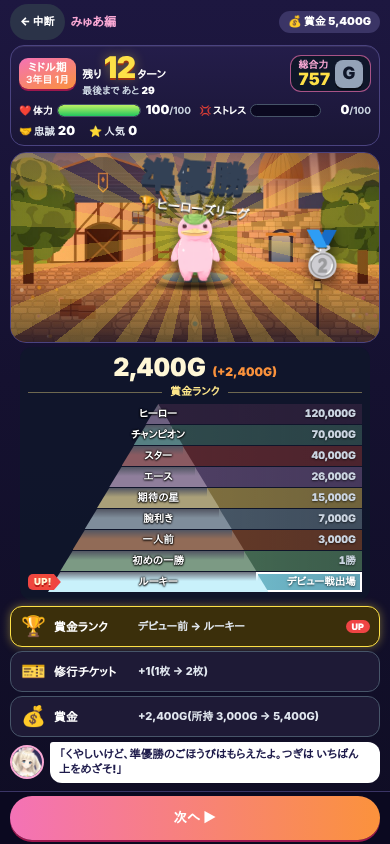 ← 中断
みゅあ編
賞金 5,400G
ミドル期
3年目 1月
残り 12 ターン
最後まで あと 29
総合力
757 G
体力 100/100
ストレス 0/100
忠誠 20
人気 0
準優勝
ヒーローズリーグ
2
2,400G (+2,400G)
賞金ランク
ヒーロー 120,000G
チャンピオン 70,000G
スター 40,000G
エース 26,000G
期待の星 15,000G
腕利き 7,000G
一人前 3,000G
初めの一勝 1勝
UP! ルーキー デビュー戦出場
賞金ランク デビュー前 → ルーキー UP
修行チケット +1(1枚 → 2枚)
賞金 +2,400G(所持 3,000G → 5,400G)
「くやしいけど、準優勝のごほうびはもらえたよ。つぎは いちばん
上をめざそ!」
次へ ▶